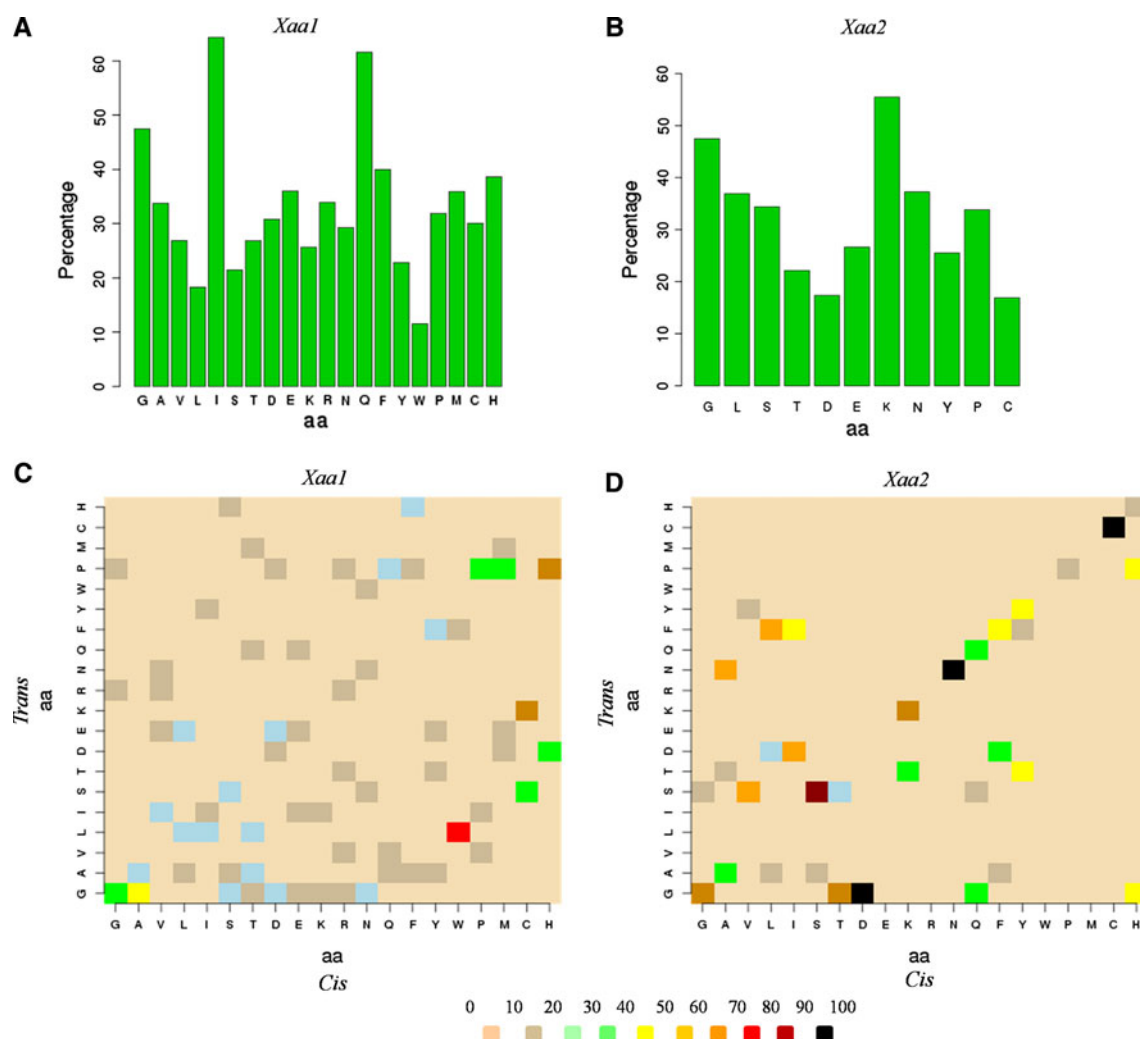 A
Xaa1
B
Xaa2
Percentage
0 10 20 30 40 50 60
G A V L I S T D E K R N Q F Y W P M C H
aa
Percentage
0 10 20 30 40 50 60
G L S T D E K N Y P C
aa
C
Xaa1
D
Xaa2
Trans
aa
G A V L I S T D E K R N Q F Y W P M C H
G A V L I S T D E K R N Q F Y W P M C H
aa
Cis
Trans
aa
G A V L I S T D E K R N Q F Y W P M C H
G A V L I S T D E K R N Q F Y W P M C H
aa
Cis
0 10 20 30 40 50 60 70 80 90 100